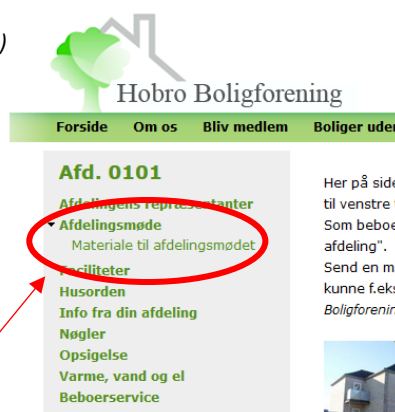 )
Hobro Boligforening
Forside Om os Bliv medlem Boliger uden
Afd. 0101
Afdelingens repræsentanter
Afdelingsmøde
Materiale til afdelingsmødet
Faciliteter
Husorden
Info fra din afdeling
Nøgler
Opsigelse
Varme, vand og el
Beboerservice
Her på side
til venstre
Som beboe
afdeling".
Send en m
kunne f.eks
Boligforenin